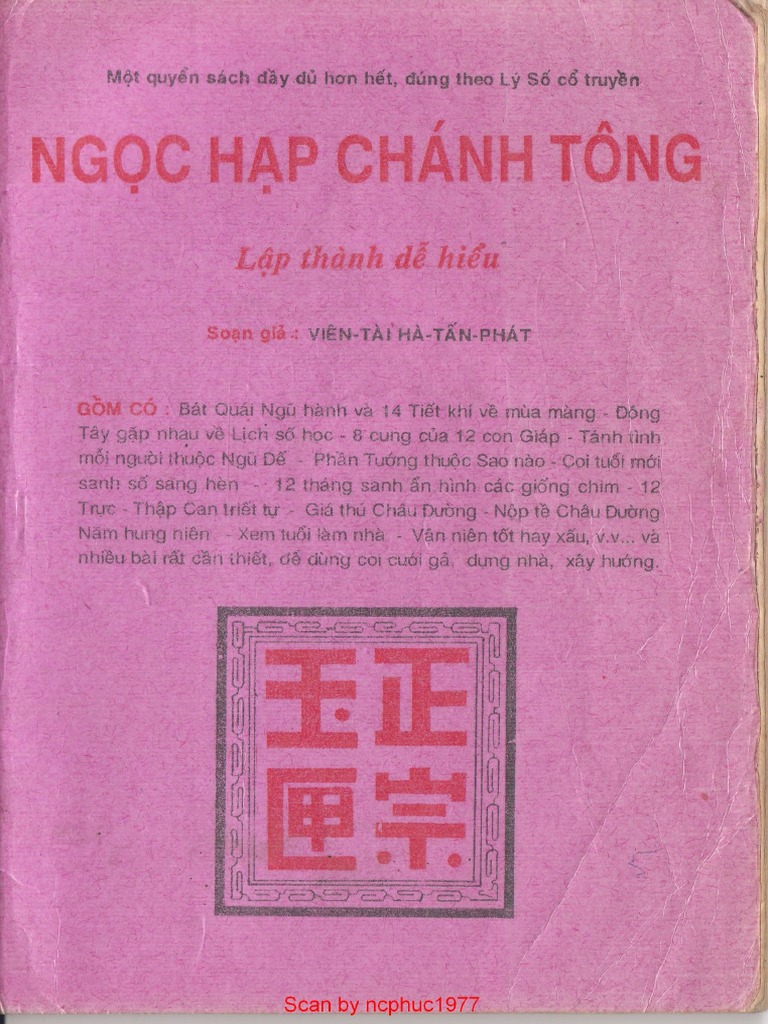 Một quyển sách đầy đủ hơn hết, đúng theo Lý Số cổ truyền
NGỌC HẠP CHÁNH TÔNG
Lập thành dễ hiểu
Soạn giả : VIÊN-TÀI HÀ-TẤN-PHÁT
GỒM CÓ : Bát Quái Ngũ hành và 14 Tiết khí về mùa màng - Đông
Tây gặp nhau về Lịch số học - 8 cung của 12 con Giáp - Tánh tình
mỗi người thuộc Ngũ Đế - Phần Tướng thuộc Sao nào - Coi tuổi mới
sanh số sang hèn - 12 tháng sanh ẩn hình các giống chim - 12
Trực - Thập Can triết tự - Giá thú Châu Đường - Nộp tế Châu Đường
Năm hung niên - Xem tuổi làm nhà - Vận niên tốt hay xấu, v.v... và
nhiều bài rất cần thiết, để dùng coi cưới gả, dựng nhà, xây hướng.
玉正
匣宗
Scan by ncphuc1977